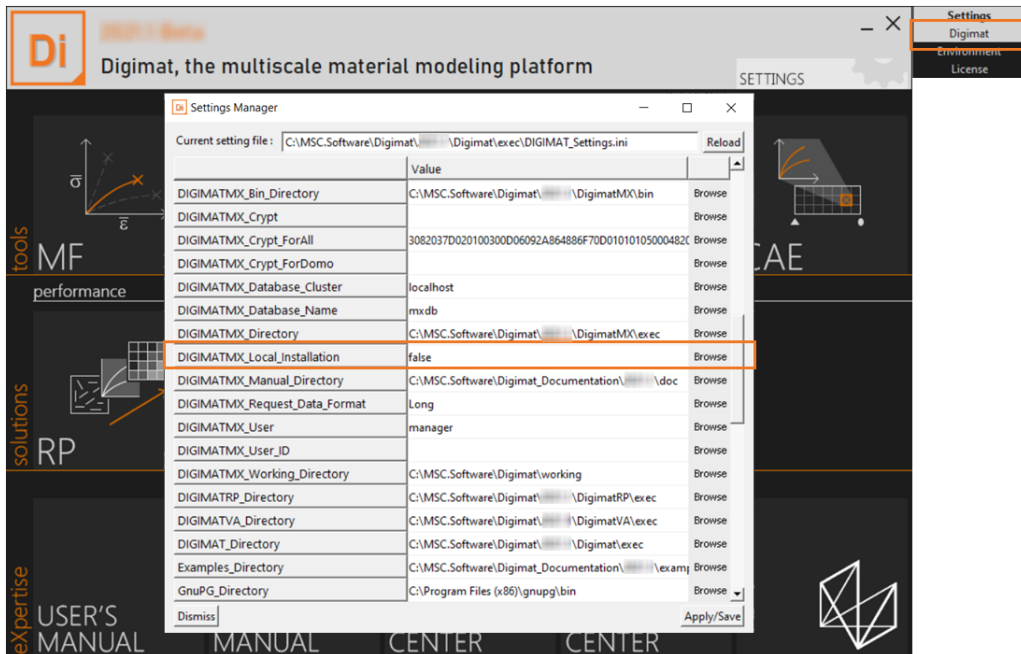 Di
Digimat, the multiscale material modeling platform
SETTINGS
Settings
Digimat
Environment
License
Di Settings Manager
Current setting file : C:\MSC.Software\Digimat\ \Digimat\exec\DIGIMAT_Settings.ini Reload
Value
DIGIMATMX_Bin_Directory C:\MSC.Software\Digimat\ \DigimatMX\bin Browse
DIGIMATMX_Crypt Browse
DIGIMATMX_Crypt_ForAll 3082037D020100300D06092A864886F70D010101050004820 Browse
DIGIMATMX_Crypt_ForDomo Browse
DIGIMATMX_Database_Cluster localhost Browse
DIGIMATMX_Database_Name mxdb Browse
DIGIMATMX_Directory C:\MSC.Software\Digimat\ \DigimatMX\exec Browse
DIGIMATMX_Local_Installation false Browse
DIGIMATMX_Manual_Directory C:\MSC.Software\Digimat_Documentation\ \doc Browse
DIGIMATMX_Request_Data_Format Long Browse
DIGIMATMX_User manager Browse
DIGIMATMX_User_ID Browse
DIGIMATMX_Working_Directory C:\MSC.Software\Digimat\working Browse
DIGIMATRP_Directory C:\MSC.Software\Digimat\ \DigimatRP\exec Browse
DIGIMATVA_Directory C:\MSC.Software\Digimat\ \DigimatVA\exec Browse
DIGIMAT_Directory C:\MSC.Software\Digimat\ \Digimat\exec Browse
Examples_Directory C:\MSC.Software\Digimat_Documentation\ \examp Browse
GnuPG_Directory C:\Program Files (x86)\gnupg\bin Browse
Dismiss Apply/Save
tools
σ
ε
MF
CAE
performance
solutions
RP
eXpertise
USER'S
MANUAL
MANUAL
CENTER
CENTER